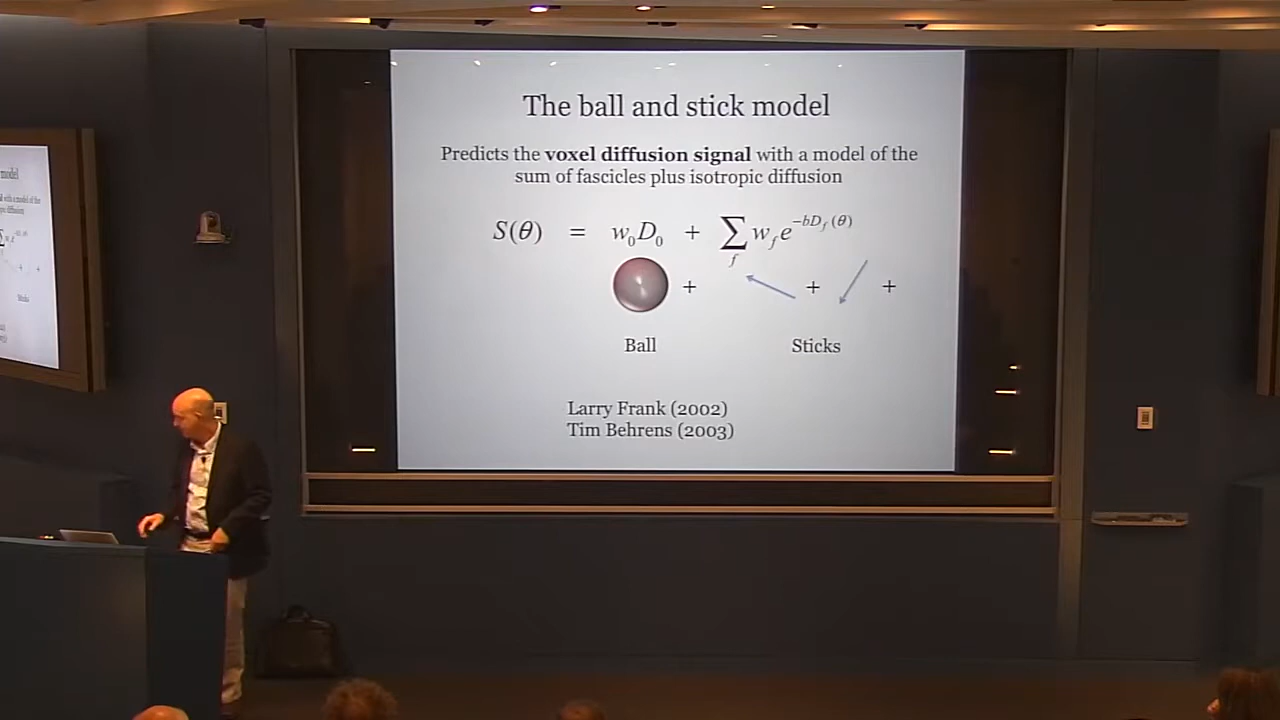 The ball and stick model
Predicts the voxel diffusion signal with a model of the
sum of fascicles plus isotropic diffusion
S(θ) = w₀D₀ + ∑_f w_f e^{−bD_f(θ)}
+ + +
Ball Sticks
Larry Frank (2002)
Tim Behrens (2003)
model